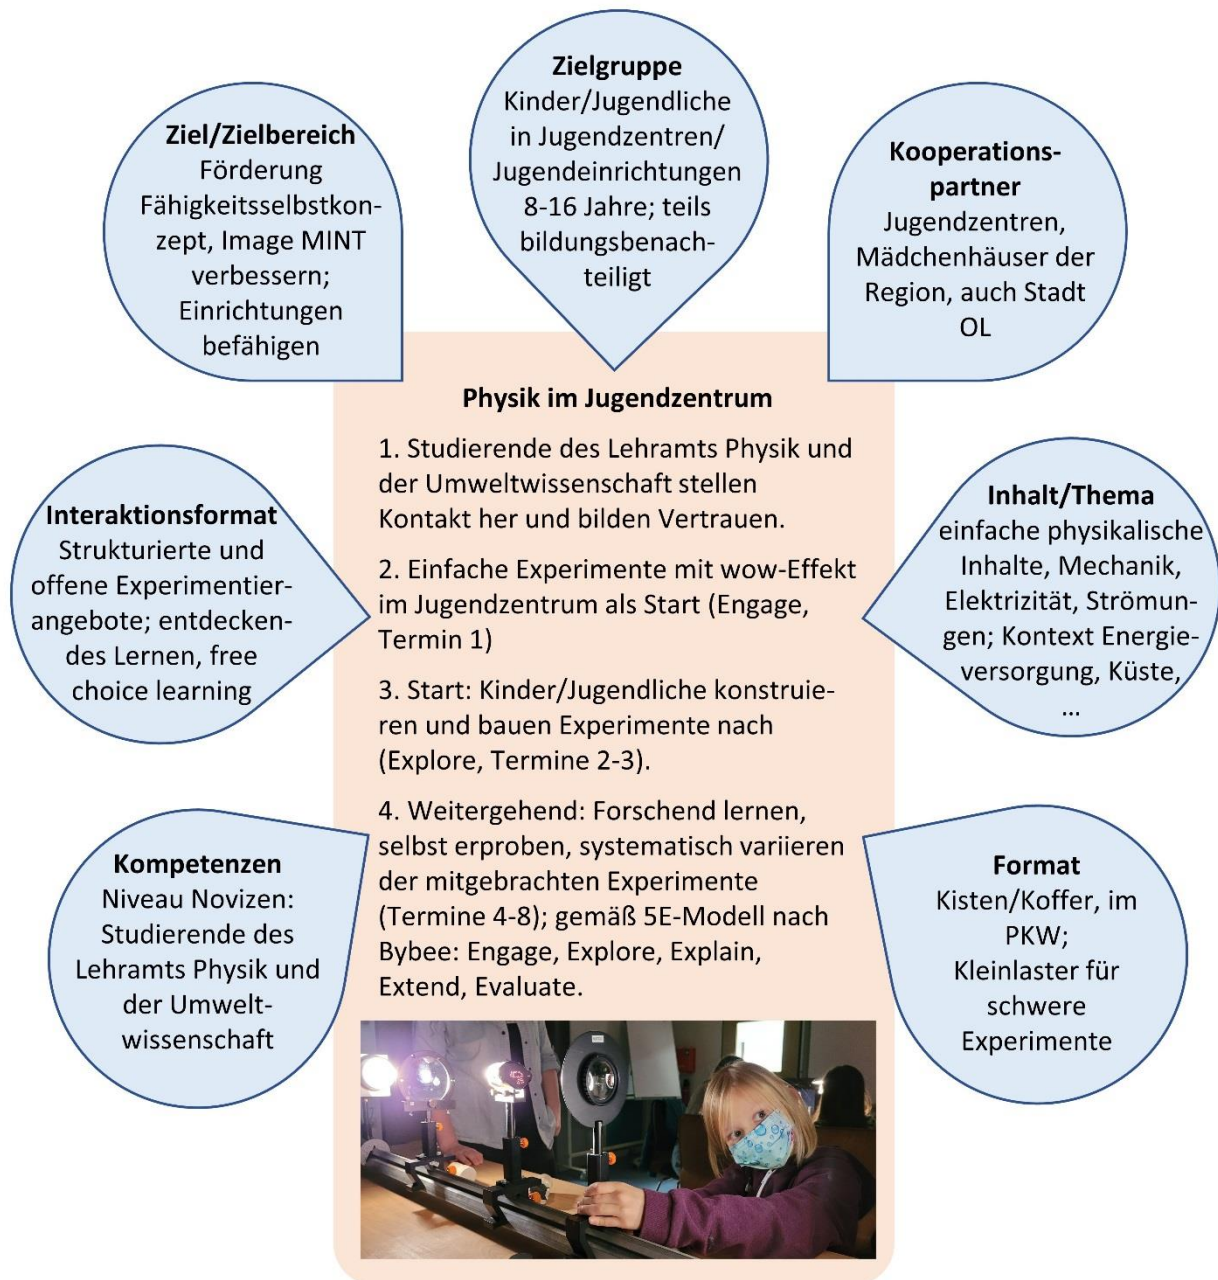 Zielgruppe
Kinder/Jugendliche
in Jugendzentren/
Jugendeinrichtungen
8-16 Jahre; teils
bildungsbenach-
teiligt
Ziel/Zielbereich
Förderung
Fähigkeitsselbstkon-
zept, Image MINT
verbessern;
Einrichtungen
befähigen
Kooperations-
partner
Jugendzentren,
Mädchenhäuser der
Region, auch Stadt
OL
Physik im Jugendzentrum
1. Studierende des Lehramts Physik und
der Umweltwissenschaft stellen
Kontakt her und bilden Vertrauen.
2. Einfache Experimente mit wow-Effekt
im Jugendzentrum als Start (Engage,
Termin 1)
3. Start: Kinder/Jugendliche konstruie-
ren und bauen Experimente nach
(Explore, Termine 2-3).
4. Weitergehend: Forschend lernen,
selbst erproben, systematisch variieren
der mitgebrachten Experimente
(Termine 4-8); gemäß 5E-Modell nach
Bybee: Engage, Explore, Explain,
Extend, Evaluate.
Interaktionsformat
Strukturierte und
offene Experimentier-
angebote; entdecken-
des Lernen, free
choice learning
Inhalt/Thema
einfache physikalische
Inhalte, Mechanik,
Elektrizität, Strömun-
gen; Kontext Energie-
versorgung, Küste,
...
Kompetenzen
Niveau Novizen:
Studierende des
Lehramts Physik und
der Umwelt-
wissenschaft
Format
Kisten/Koffer, im
PKW;
Kleinlaster für
schwere
Experimente